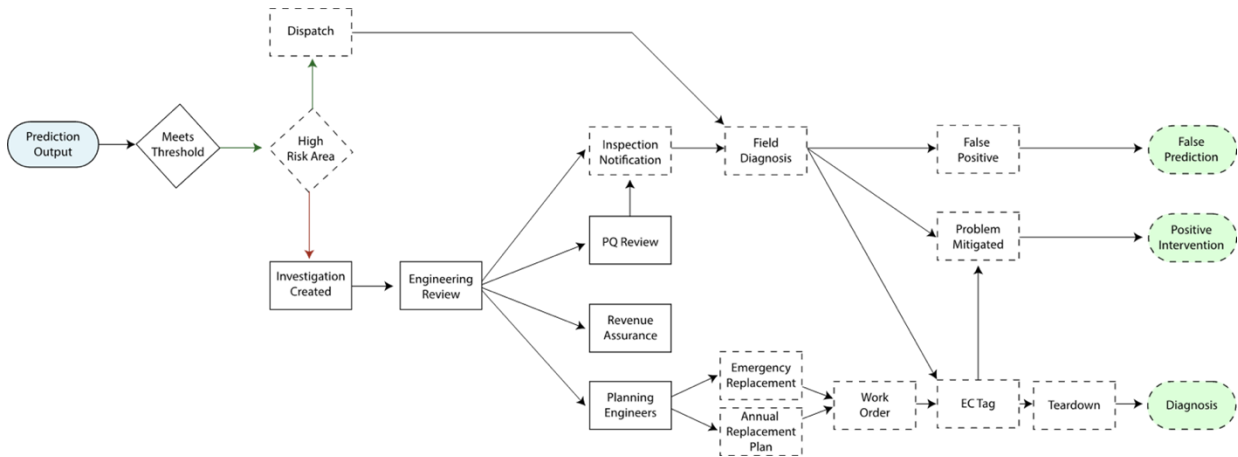 Dispatch
Prediction
Output
Meets
Threshold
High
Risk Area
Inspection
Notification
Field
Diagnosis
False
Positive
False
Prediction
PQ Review
Problem
Mitigated
Positive
Intervention
Investigation
Created
Engineering
Review
Revenue
Assurance
Planning
Engineers
Emergency
Replacement
Annual
Replacement
Plan
Work
Order
EC Tag
Teardown
Diagnosis